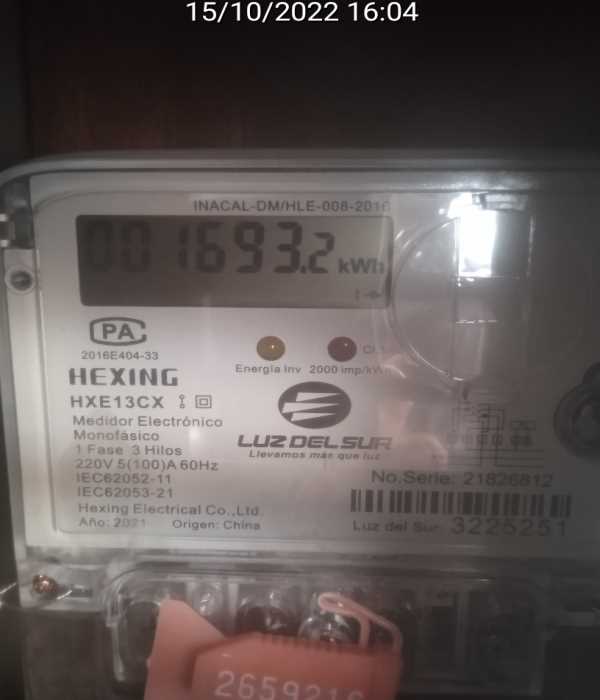 15/10/2022 16:04
INACAL-DM/HLE-008-2016
001693.2 kWh
PA
2016E404-33
Energía Inv 2000 imp/kWh
HEXING
HXE13CX
Medidor Electrónico
Monofásico
1 Fase 3 Hilos
220V 5(100)A 60Hz
IEC62052-11
IEC62053-21
Hexing Electrical Co.,Ltd.
Año: 2021 Origen: China
LUZ DEL SUR
Llevamos más que luz
No.Serie: 21826812
Luz del Sur: 3225251